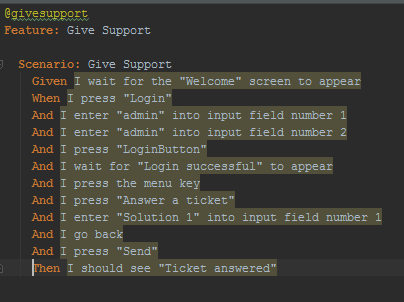 @givesupport
Feature: Give Support
Scenario: Give Support
Given I wait for the "Welcome" screen to appear
When I press "Login"
And I enter "admin" into input field number 1
And I enter "admin" into input field number 2
And I press "LoginButton"
And I wait for "Login successful" to appear
And I press the menu key
And I press "Answer a ticket"
And I enter "Solution 1" into input field number 1
And I go back
And I press "Send"
Then I should see "Ticket answered"